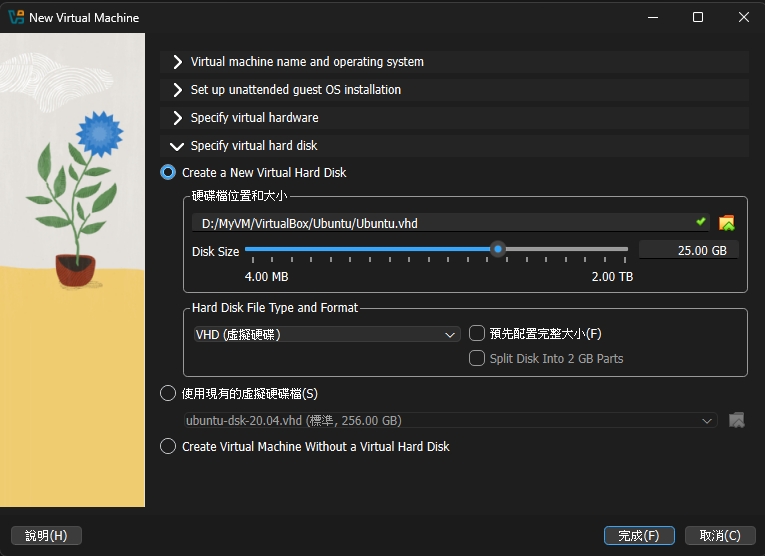 New Virtual Machine
Virtual machine name and operating system
Set up unattended guest OS installation
Specify virtual hardware
Specify virtual hard disk
Create a New Virtual Hard Disk
硬碟檔位置和大小
D:/MyVM/VirtualBox/Ubuntu/Ubuntu.vhd
Disk Size 25.00 GB
4.00 MB 2.00 TB
Hard Disk File Type and Format
VHD (虛擬硬碟) 預先配置完整大小(F)
Split Disk Into 2 GB Parts
使用現有的虛擬硬碟檔(S)
ubuntu-dsk-20.04.vhd (標準, 256.00 GB)
Create Virtual Machine Without a Virtual Hard Disk
說明(H) 完成(F) 取消(C)